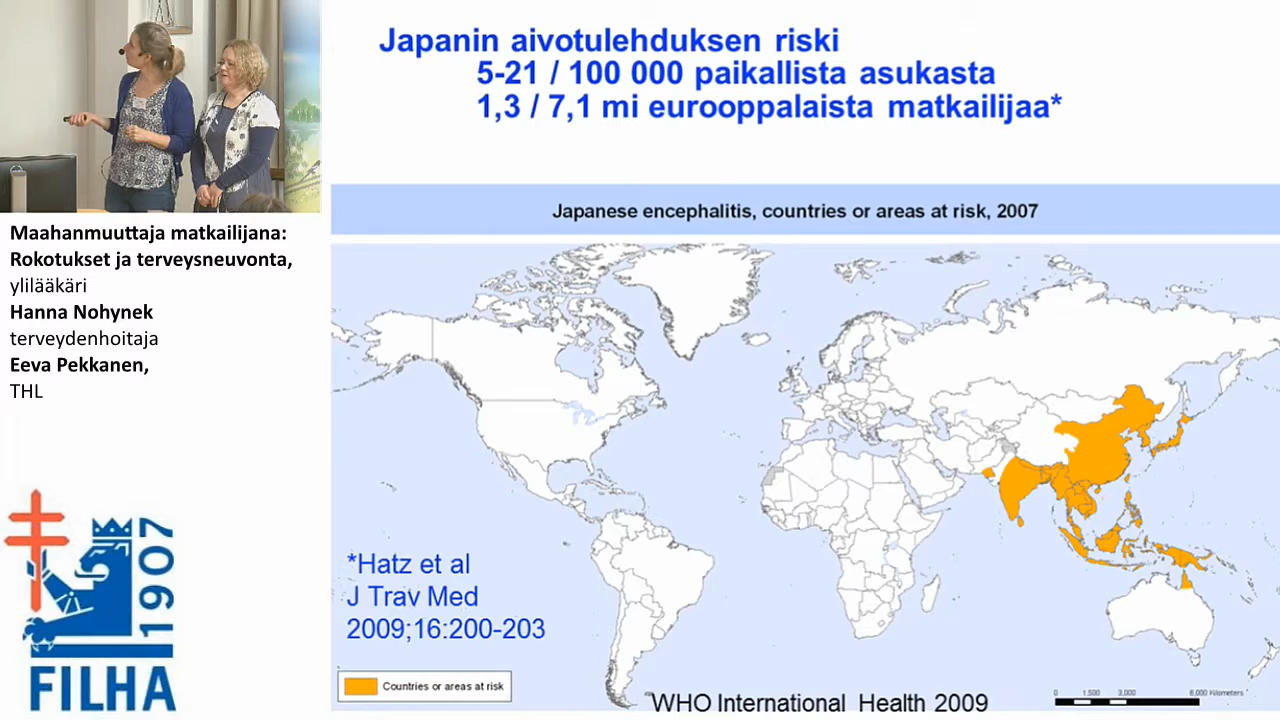 Japanin aivotulehduksen riski
5-21 / 100 000 paikallista asukasta
1,3 / 7,1 mi eurooppalaista matkailijaa*
Japanese encephalitis, countries or areas at risk, 2007
Maahanmuuttaja matkailijana:
Rokotukset ja terveysneuvonta,
ylilääkäri
Hanna Nohynek
terveydenhoitaja
Eeva Pekkanen,
THL
1907
FILHA
*Hatz et al
J Trav Med
2009;16:200-203
Countries or areas at risk
WHO International Health 2009
0 1,500 3,000 6,000 Kilometers